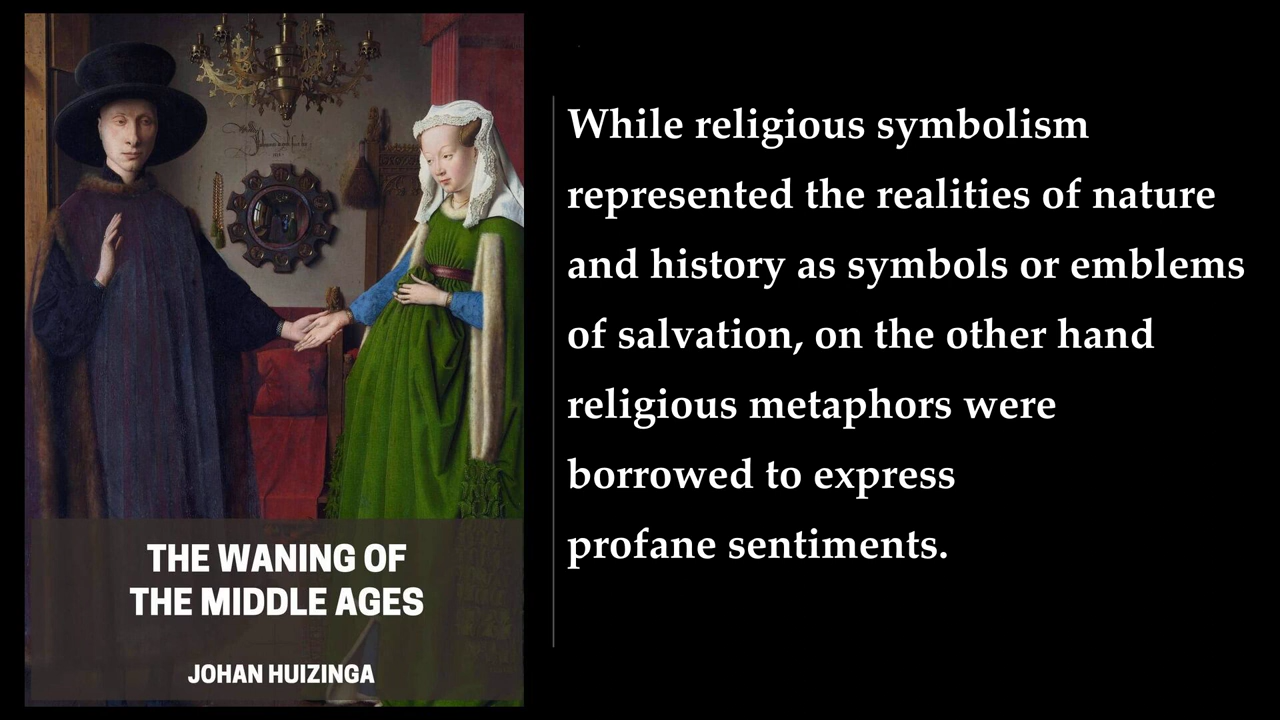 THE WANING OF
THE MIDDLE AGES
JOHAN HUIZINGA
While religious symbolism
represented the realities of nature
and history as symbols or emblems
of salvation, on the other hand
religious metaphors were
borrowed to express
profane sentiments.